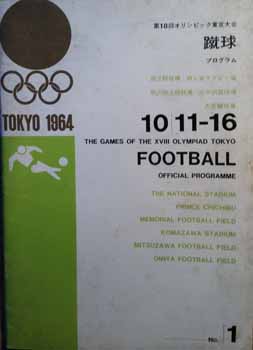 第18回オリンピック東京大会
蹴球
プログラム
TOKYO 1964
10 11-16
THE GAMES OF THE XVIII OLYMPIAD TOKYO
FOOTBALL
OFFICIAL PROGRAMME
THE NATIONAL STADIUM
PRINCE CHICHIBU
MEMORIAL FOOTBALL FIELD
KOMAZAWA STADIUM
MITSUZAWA FOOTBALL FIELD
OMIYA FOOTBALL FIELD
No. 1